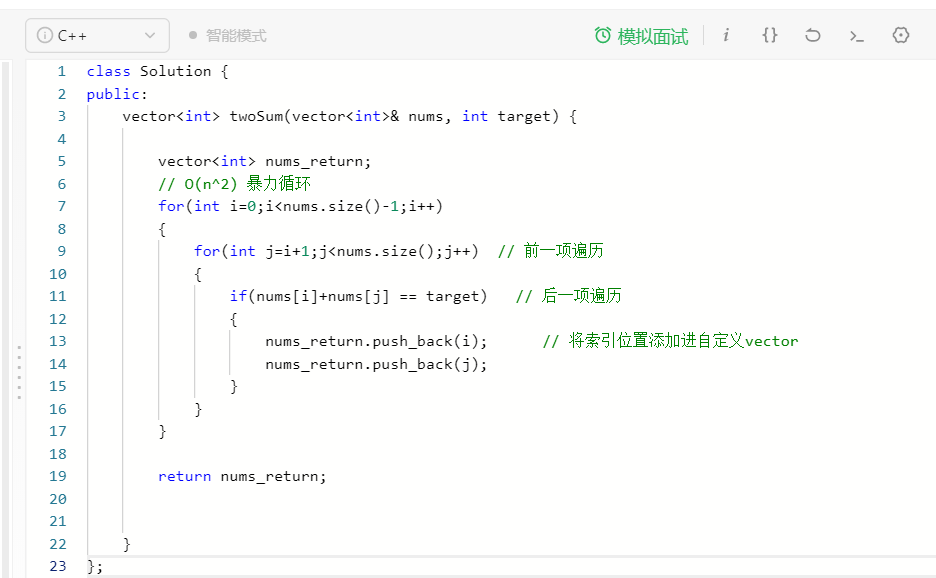 C++ 智能模式 模拟面试 i {} >_
1 class Solution {
2 public:
3 vector<int> twoSum(vector<int>& nums, int target) {
4
5 vector<int> nums_return;
6 // O(n^2) 暴力循环
7 for(int i=0;i<nums.size()-1;i++)
8 {
9 for(int j=i+1;j<nums.size();j++) // 前一项遍历
10 {
11 if(nums[i]+nums[j] == target) // 后一项遍历
12 {
13 nums_return.push_back(i); // 将索引位置添加进自定义vector
14 nums_return.push_back(j);
15 }
16 }
17 }
18
19 return nums_return;
20
21
22 }
23 };